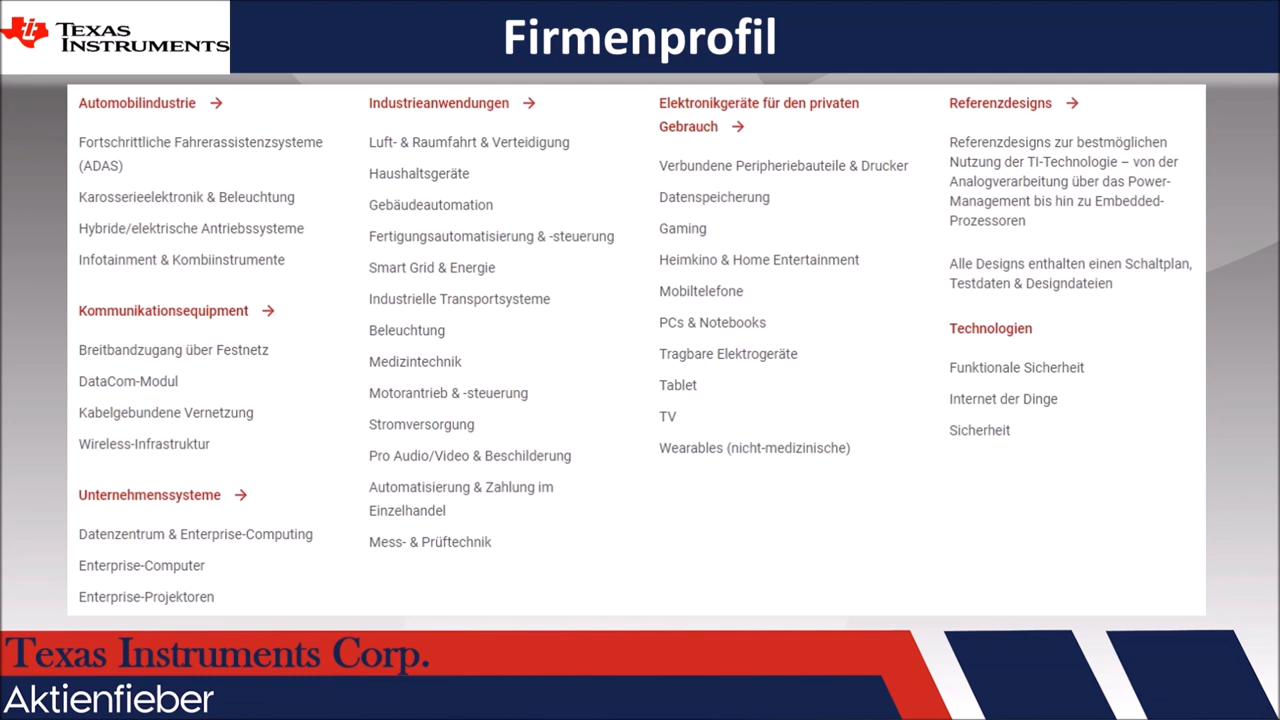 TEXAS
INSTRUMENTS
Firmenprofil
Automobilindustrie →
Fortschrittliche Fahrerassistenzsysteme
(ADAS)
Karosserieelektronik & Beleuchtung
Hybride/elektrische Antriebssysteme
Infotainment & Kombiinstrumente
Kommunikationsequipment →
Breitbandzugang über Festnetz
DataCom-Modul
Kabelgebundene Vernetzung
Wireless-Infrastruktur
Unternehmenssysteme →
Datenzentrum & Enterprise-Computing
Enterprise-Computer
Enterprise-Projektoren
Industrieanwendungen →
Luft- & Raumfahrt & Verteidigung
Haushaltsgeräte
Gebäudeautomation
Fertigungsautomatisierung & -steuerung
Smart Grid & Energie
Industrielle Transportsysteme
Beleuchtung
Medizintechnik
Motorantrieb & -steuerung
Stromversorgung
Pro Audio/Video & Beschilderung
Automatisierung & Zahlung im
Einzelhandel
Mess- & Prüftechnik
Elektronikgeräte für den privaten
Gebrauch →
Verbundene Peripheriebauteile & Drucker
Datenspeicherung
Gaming
Heimkino & Home Entertainment
Mobiltelefone
PCs & Notebooks
Tragbare Elektrogeräte
Tablet
TV
Wearables (nicht-medizinische)
Referenzdesigns →
Referenzdesigns zur bestmöglichen
Nutzung der TI-Technologie – von der
Analogverarbeitung über das Power-
Management bis hin zu Embedded-
Prozessoren
Alle Designs enthalten einen Schaltplan,
Testdaten & Designdateien
Technologien
Funktionale Sicherheit
Internet der Dinge
Sicherheit
Texas Instruments Corp.
Aktienfieber